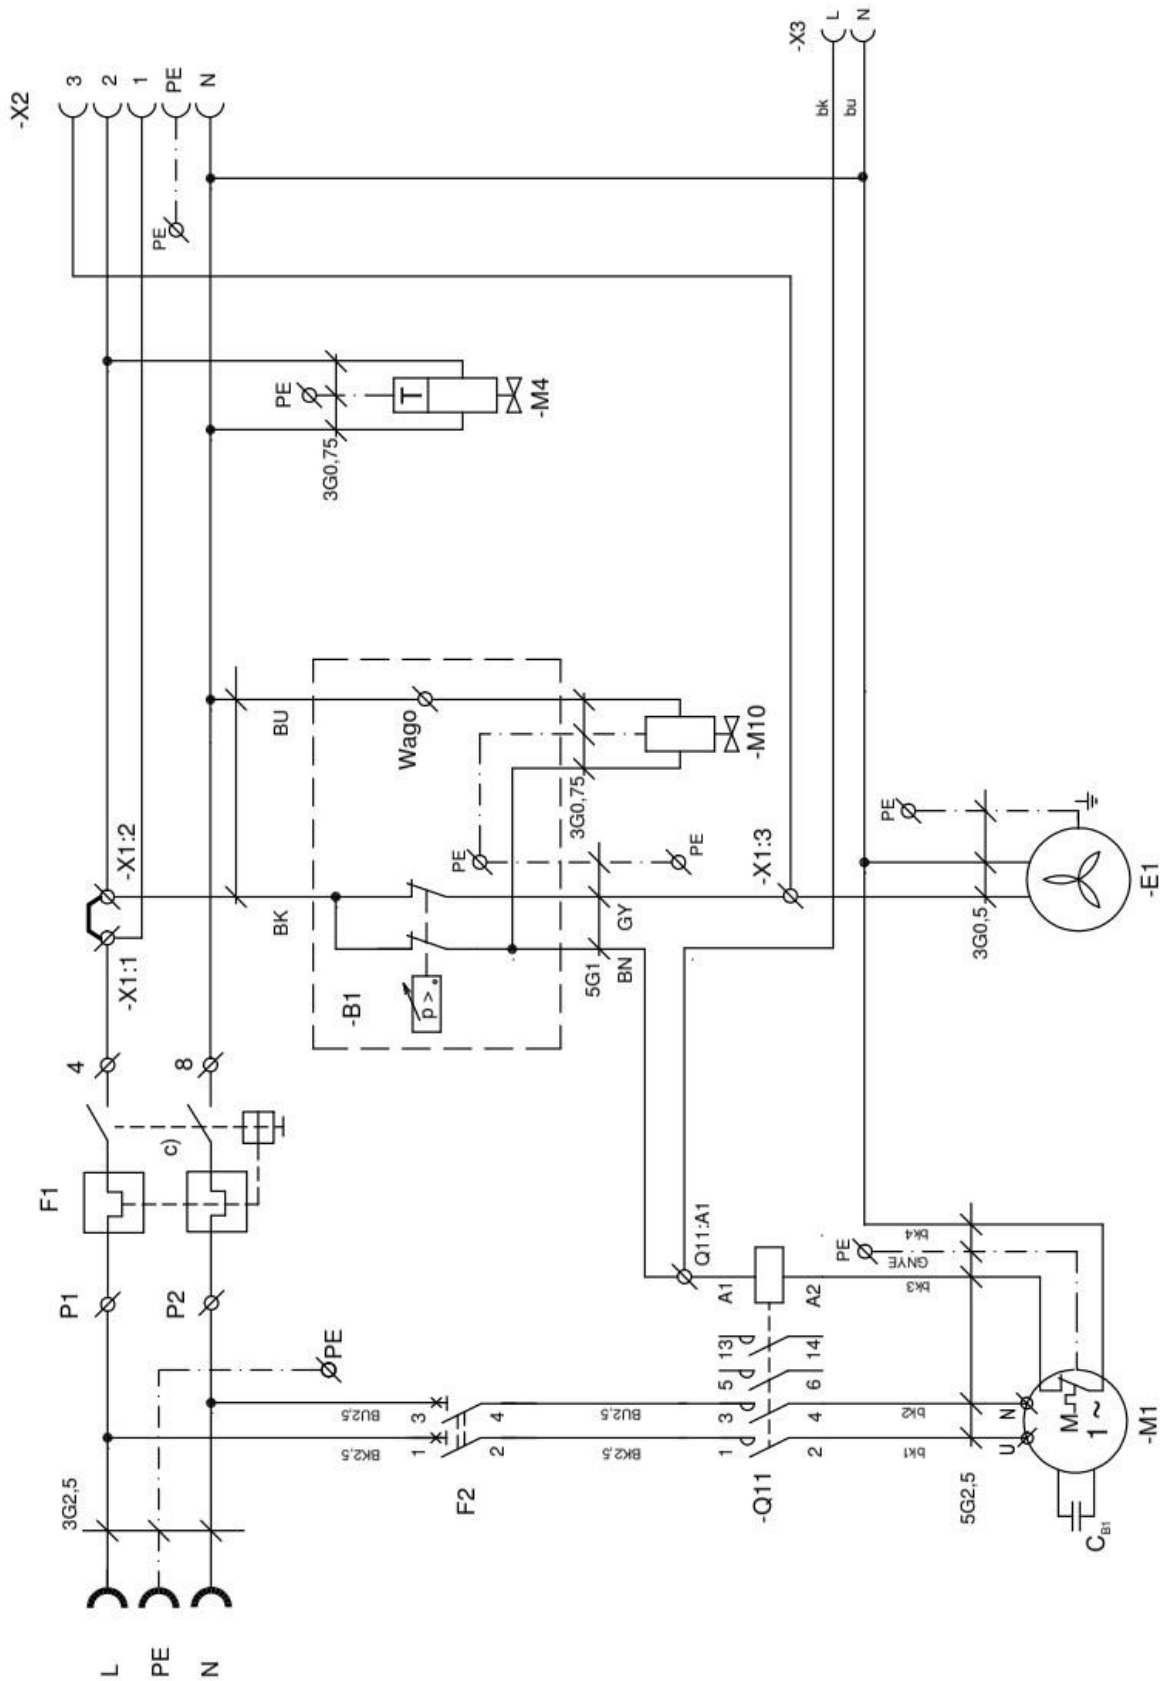 -X2
3
2
1
PE
N
-X3
L
N
bk
bu
PE
PE
T
-M4
3G0,75
-X1:2
-X1:1
BU
BK
Wago
-B1
p >
PE
3G0,75
-M10
PE
5G1
GY
BN
-X1:3
PE
3G0,5
-E1
4
8
c)
F1
P1
P2
PE
Q11:A1
A1
A2
PE
bk4
GNYE
bk3
13
14
5
6
3
4
1
2
-Q11
BU2,5
BK2,5
3
4
1
2
F2
BU2,5
BK2,5
bk2
bk1
5G2,5
N
U
M
1 ~
-M1
CB1
3G2,5
L
PE
N